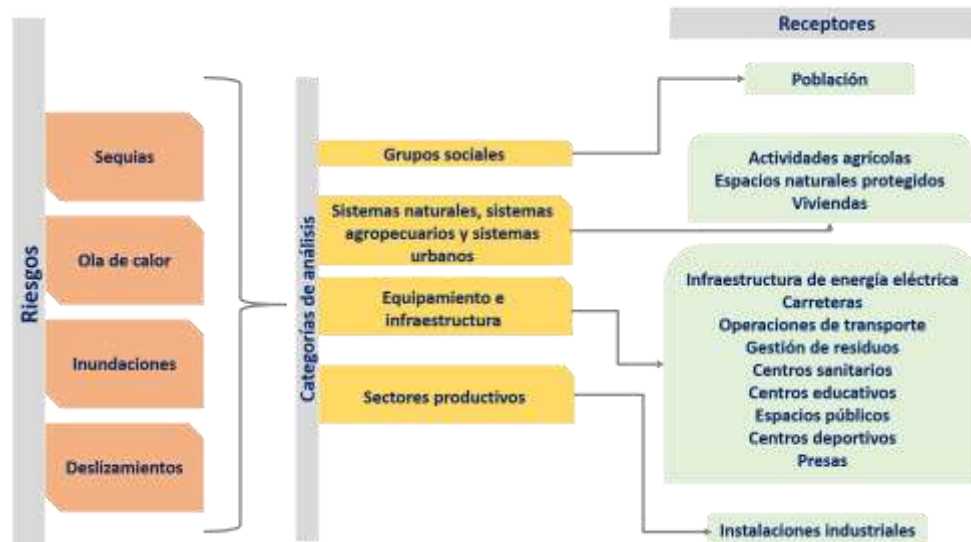 Riesgos
Sequias
Ola de calor
Inundaciones
Deslizamientos
Categorías de análisis
Grupos sociales
Sistemas naturales, sistemas
agropecuarios y sistemas
urbanos
Equipamiento e
infraestructura
Sectores productivos
Receptores
Población
Actividades agrícolas
Espacios naturales protegidos
Viviendas
Infraestructura de energía eléctrica
Carreteras
Operaciones de transporte
Gestión de residuos
Centros sanitarios
Centros educativos
Espacios públicos
Centros deportivos
Presas
Instalaciones industriales